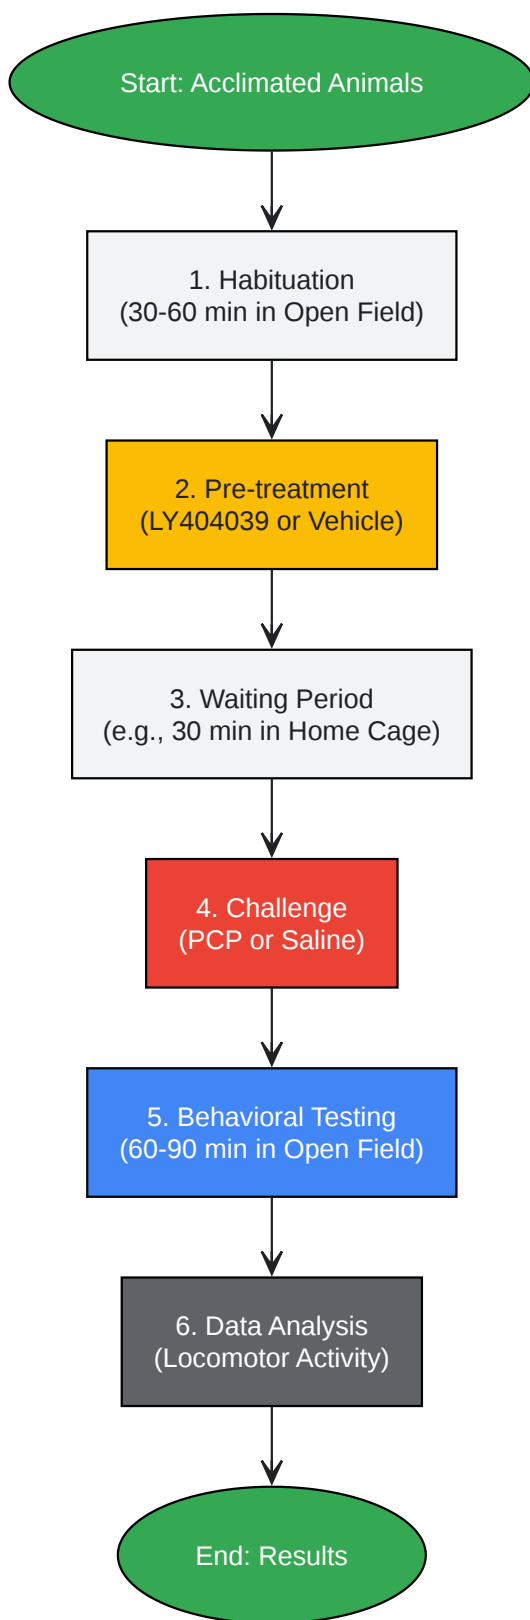 Start: Acclimated Animals
1. Habituation
(30-60 min in Open Field)
2. Pre-treatment
(LY404039 or Vehicle)
3. Waiting Period
(e.g., 30 min in Home Cage)
4. Challenge
(PCP or Saline)
5. Behavioral Testing
(60-90 min in Open Field)
6. Data Analysis
(Locomotor Activity)
End: Results